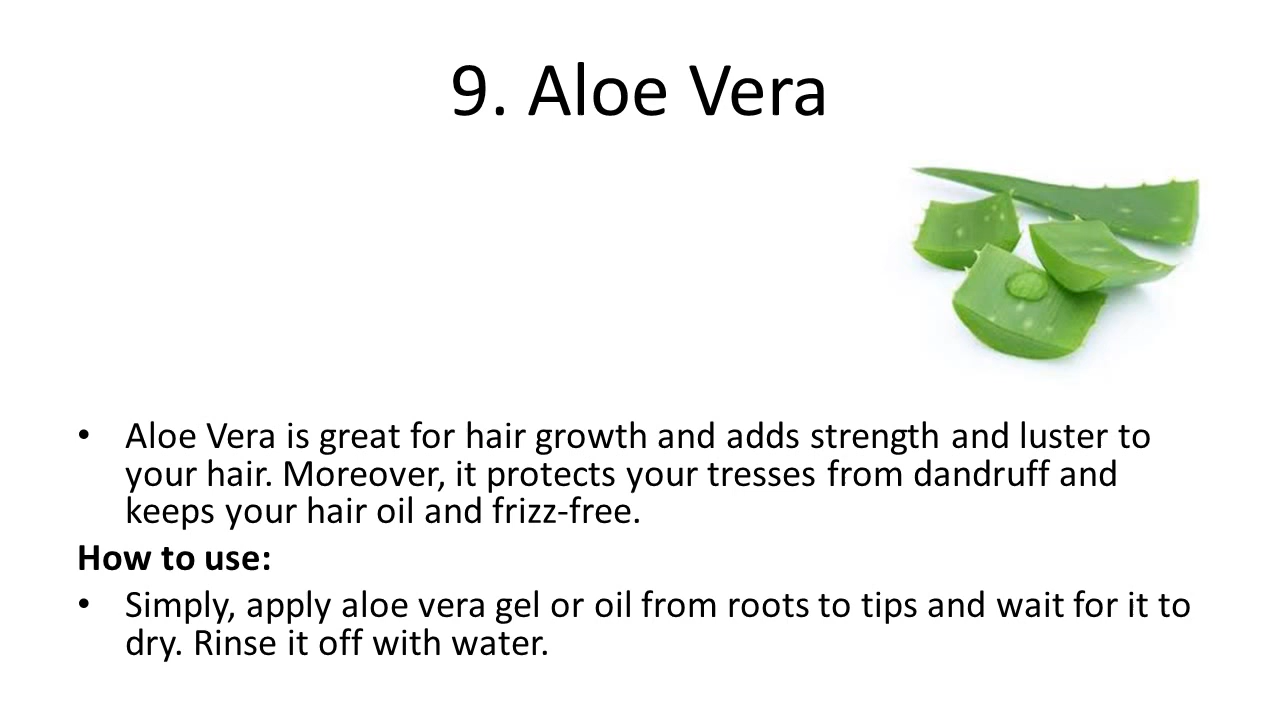 9. Aloe Vera
• Aloe Vera is great for hair growth and adds strength and luster to
your hair. Moreover, it protects your tresses from dandruff and
keeps your hair oil and frizz-free.
How to use:
• Simply, apply aloe vera gel or oil from roots to tips and wait for it to
dry. Rinse it off with water.